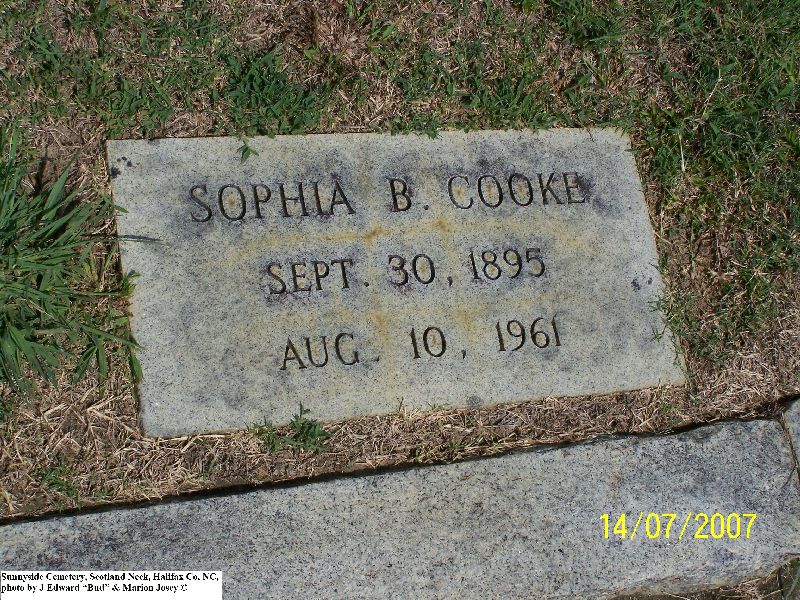 SOPHIA B. COOKE
SEPT. 30, 1895
AUG. 10, 1961
14/07/2007
Sunnyside Cemetery, Scotland Neck, Halifax Co. NC,
photo by J Edward "Bud" & Marion Josey ©